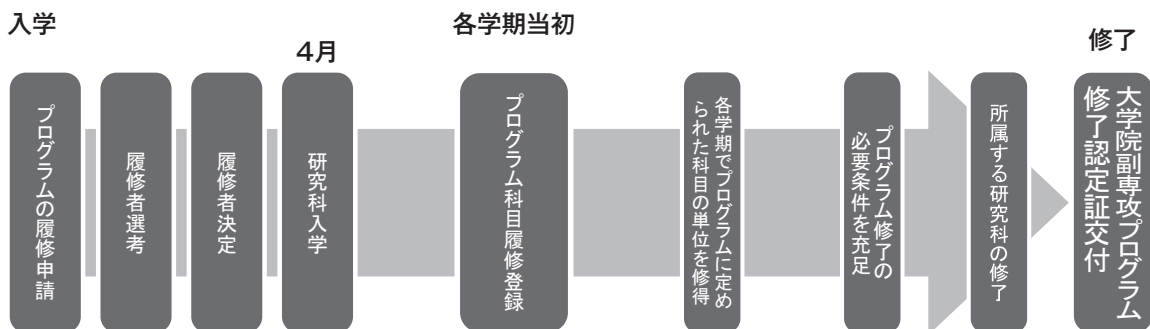 入学
プログラムの履修申請
履修者選考
履修者決定
4月
研究科入学
各学期当初
プログラム科目履修登録
各学期でプログラムに定め
られた科目の単位を修得
プログラム修了の
必要条件を充足
所属する研究科の修了
修了
大学院副専攻プログラム
修了認定証交付